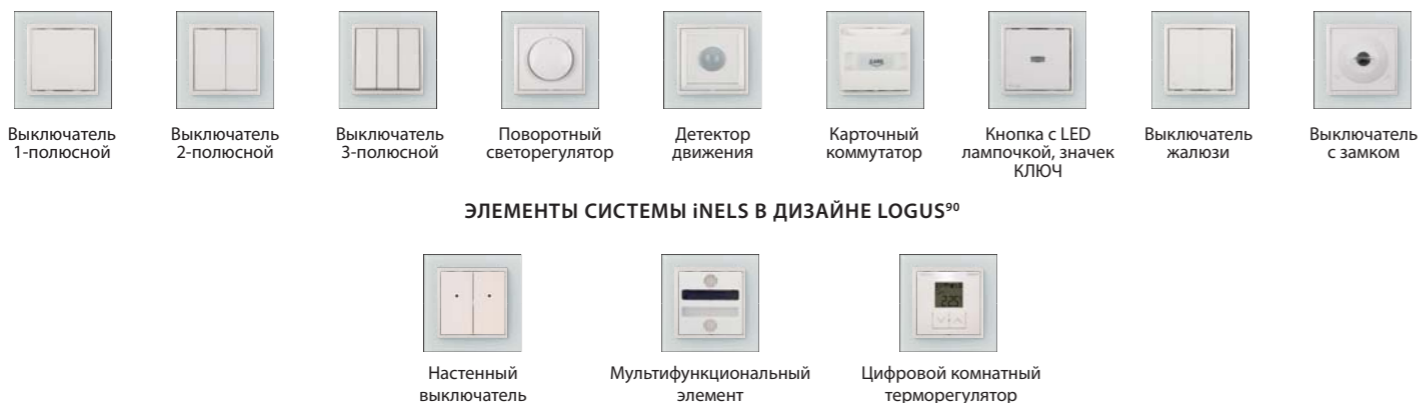 Выключатель
1-полюсной
Выключатель
2-полюсной
Выключатель
3-полюсной
Поворотный
светорегулятор
Детектор
движения
Карточный
коммутатор
Кнопка с LED
лампочкой, значек
КЛЮЧ
Выключатель
жалюзи
Выключатель
с замком
ЭЛЕМЕНТЫ СИСТЕМЫ iNELS В ДИЗАЙНЕ LOGUS⁹⁰
Настенный
выключатель
Мультифункциональный
элемент
Цифровой комнатный
терморегулятор